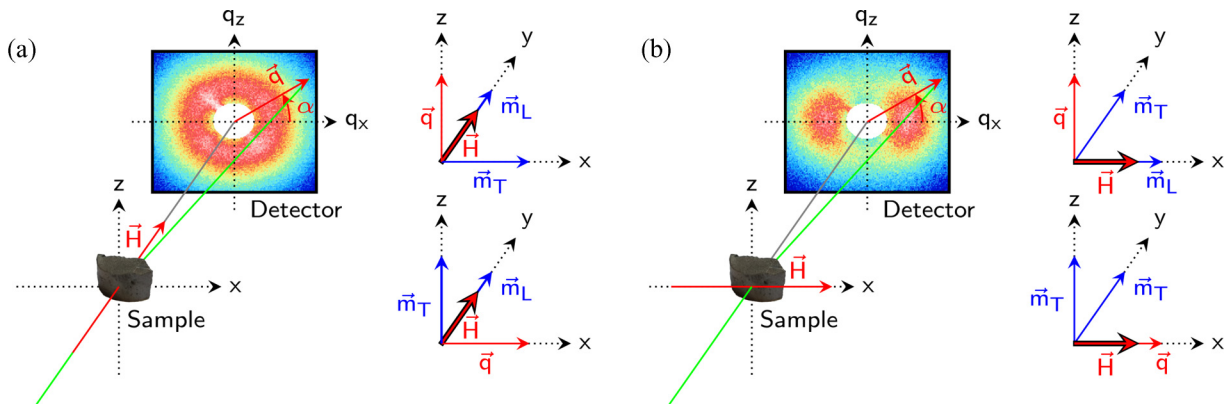 (a)
q_z
q⃗
α
q_x
Detector
z
H⃗
x
Sample
z
y
q⃗
m⃗_L
H⃗
m⃗_T
x
z
y
m⃗_T
m⃗_L
H⃗
q⃗
x
(b)
q_z
q⃗
α
q_x
Detector
z
H⃗
x
Sample
z
y
q⃗
m⃗_T
H⃗
m⃗_L
x
z
y
m⃗_T
m⃗_T
H⃗
q⃗
x